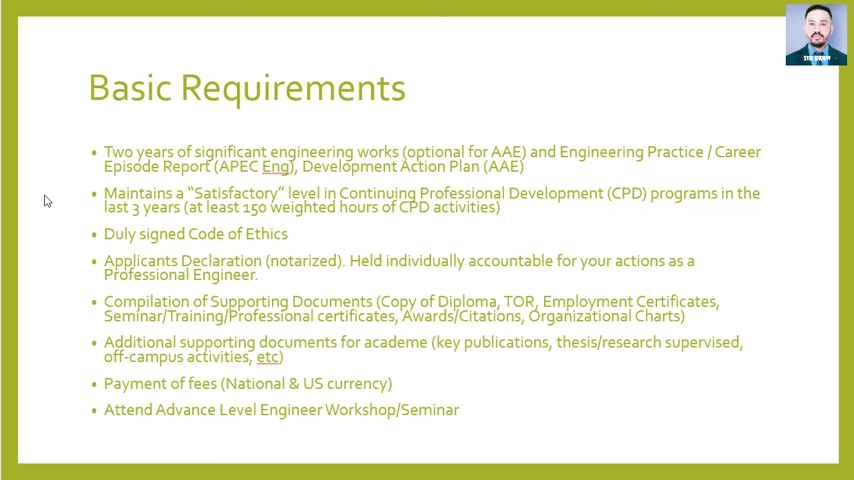 Basic Requirements
• Two years of significant engineering works (optional for AAE) and Engineering Practice / Career
Episode Report (APEC Eng), Development Action Plan (AAE)
• Maintains a “Satisfactory” level in Continuing Professional Development (CPD) programs in the
last 3 years (at least 150 weighted hours of CPD activities)
• Duly signed Code of Ethics
• Applicants Declaration (notarized). Held individually accountable for your actions as a
Professional Engineer.
• Compilation of Supporting Documents (Copy of Diploma, TOR, Employment Certificates,
Seminar/Training/Professional certificates, Awards/Citations, Organizational Charts)
• Additional supporting documents for academe (key publications, thesis/research supervised,
off-campus activities, etc)
• Payment of fees (National & US currency)
• Attend Advance Level Engineer Workshop/Seminar